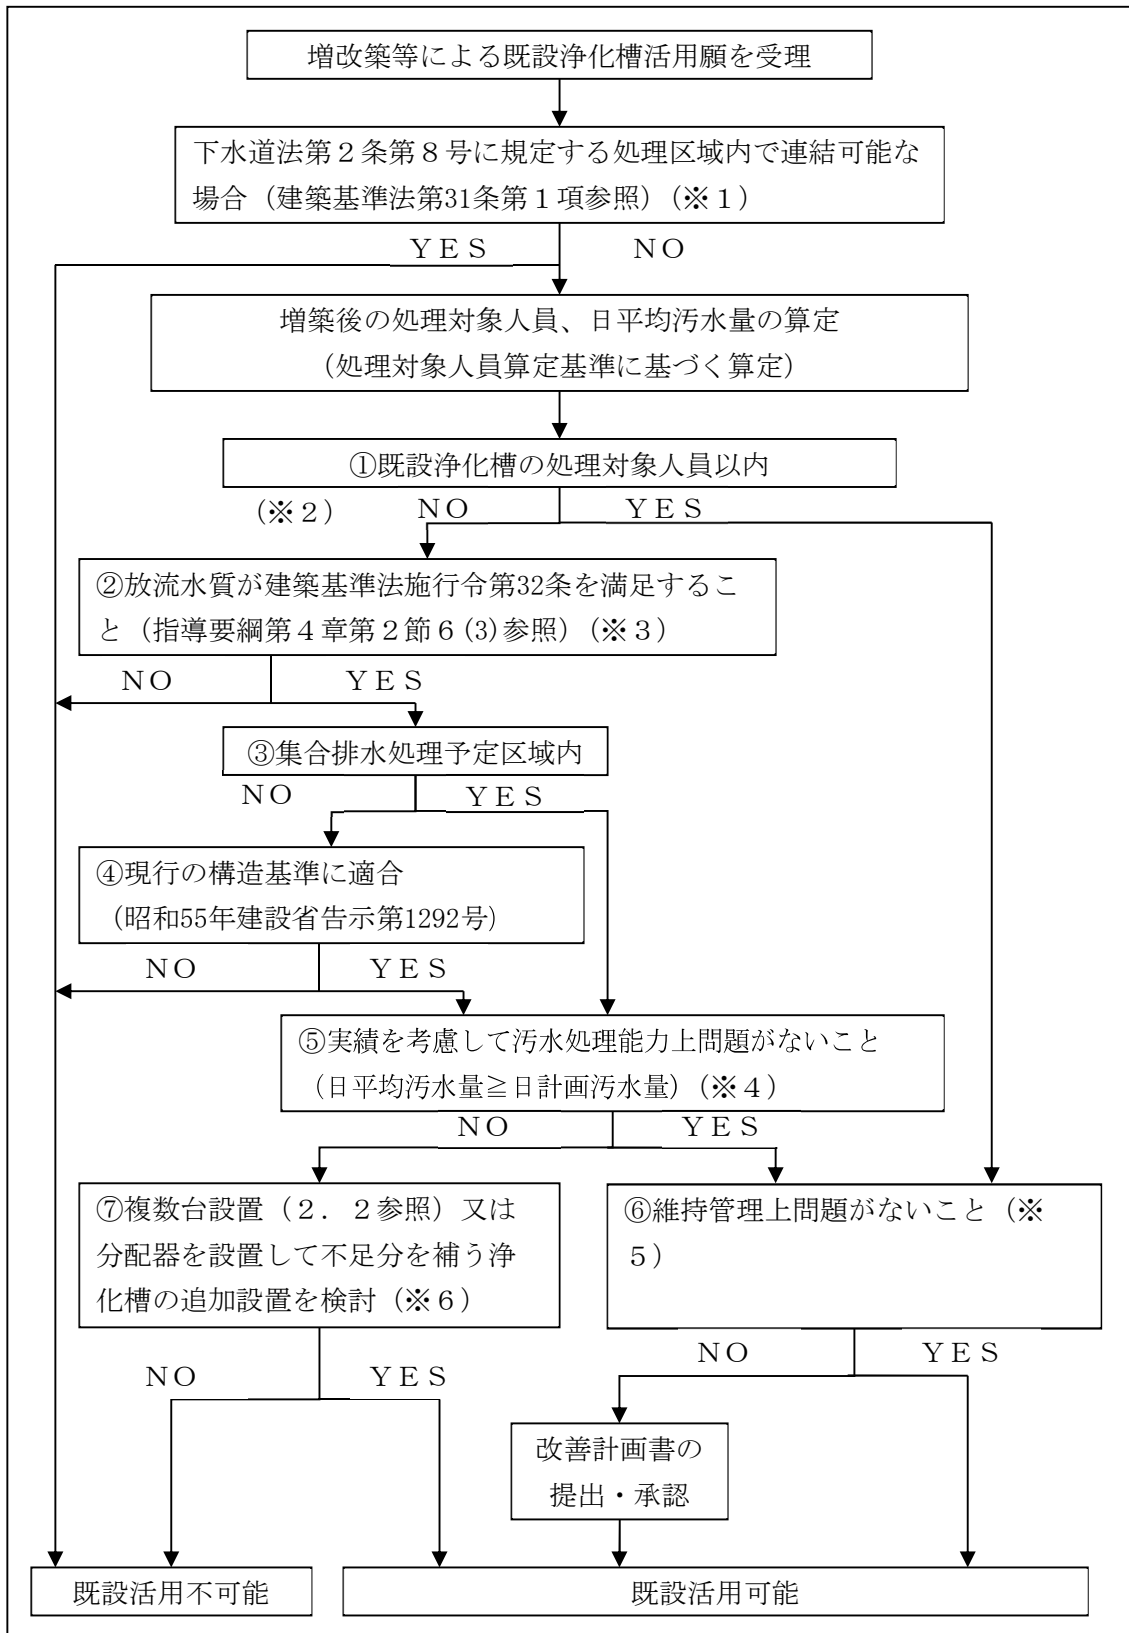 増改築等による既設浄化槽活用願を受理
下水道法第２条第８号に規定する処理区域内で連結可能な
場合（建築基準法第31条第１項参照）（※１）
ＹＥＳ ＮＯ
増築後の処理対象人員、日平均汚水量の算定
（処理対象人員算定基準に基づく算定）
①既設浄化槽の処理対象人員以内
（※２） ＮＯ ＹＥＳ
②放流水質が建築基準法施行令第32条を満足するこ
と（指導要綱第４章第２節６(3)参照）（※３）
ＮＯ ＹＥＳ
③集合排水処理予定区域内
ＮＯ ＹＥＳ
④現行の構造基準に適合
（昭和55年建設省告示第1292号）
ＮＯ ＹＥＳ
⑤実績を考慮して汚水処理能力上問題がないこと
（日平均汚水量≧日計画汚水量）（※４）
ＮＯ ＹＥＳ
⑦複数台設置（２．２参照）又は
分配器を設置して不足分を補う浄
化槽の追加設置を検討（※６）
⑥維持管理上問題がないこと（※
５）
ＮＯ ＹＥＳ
ＮＯ ＹＥＳ
改善計画書の
提出・承認
既設活用不可能
既設活用可能